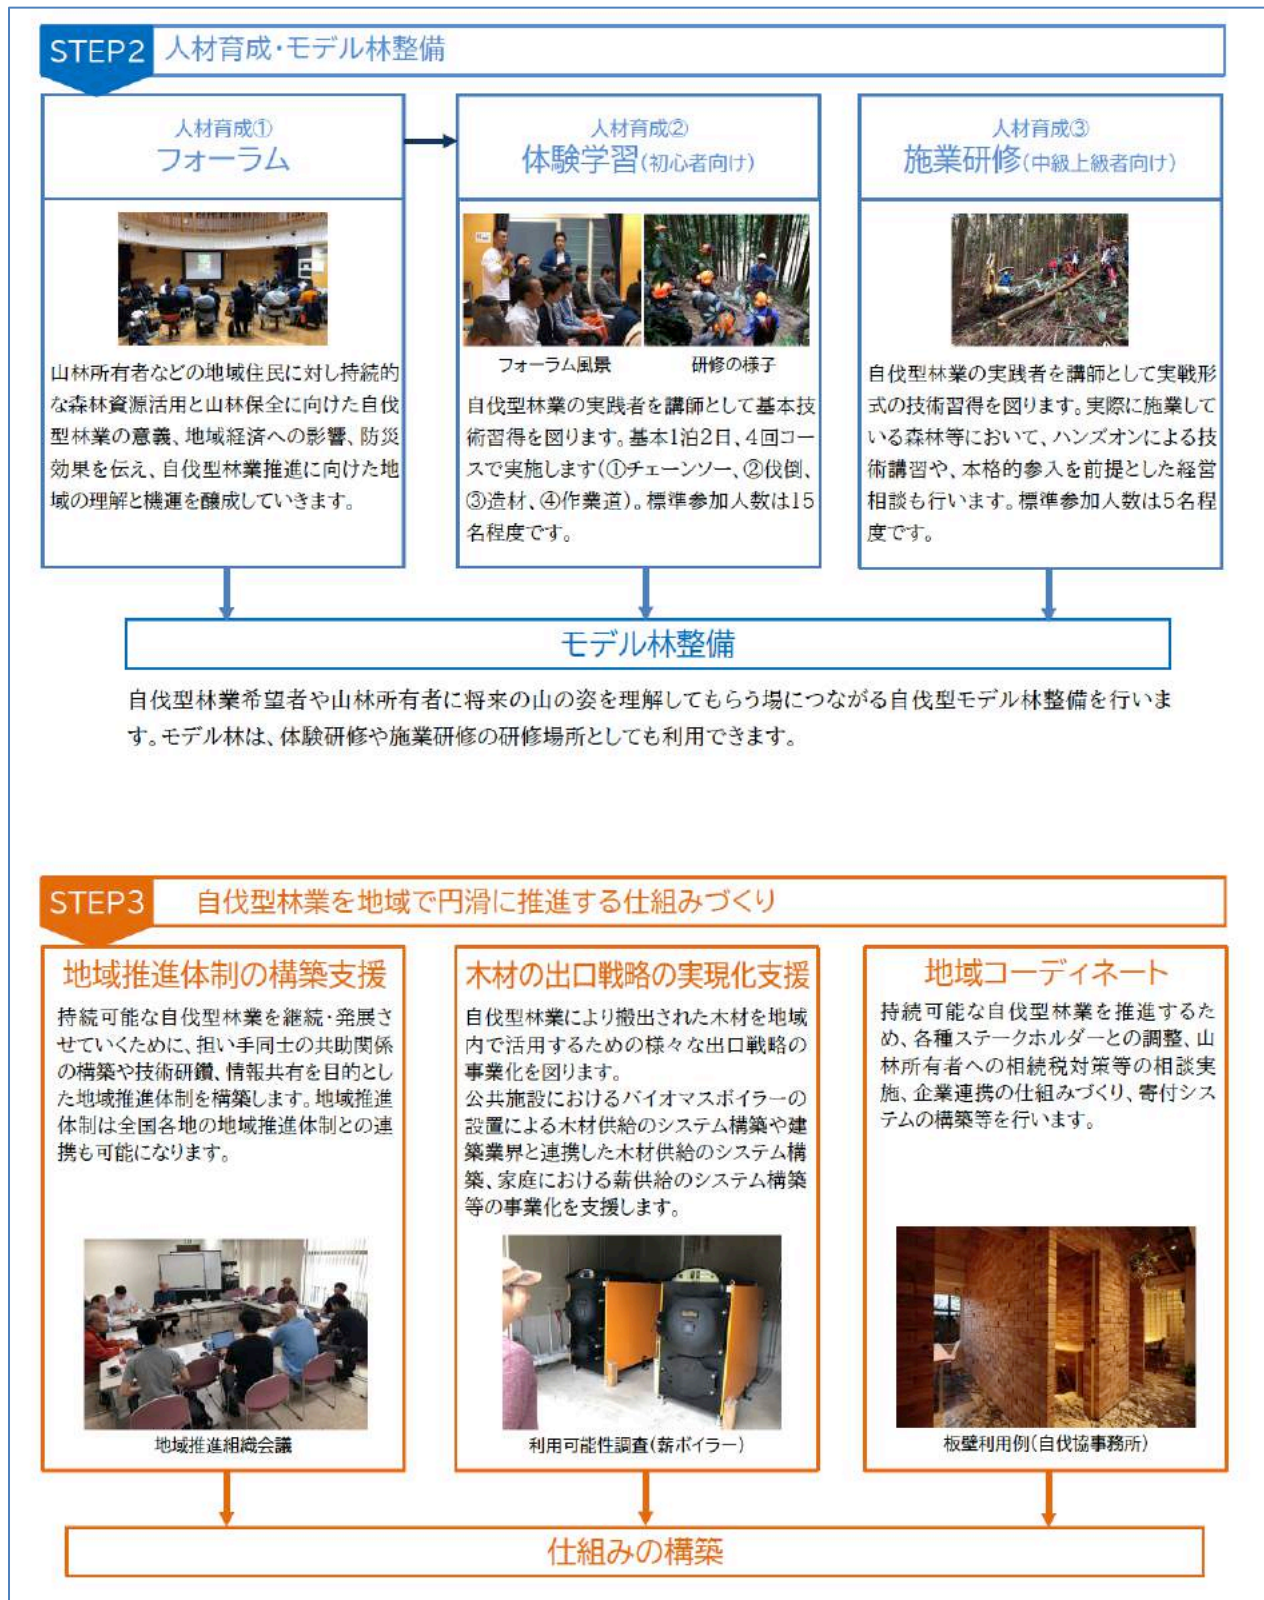 STEP2 人材育成・モデル林整備
人材育成①
フォーラム
山林所有者などの地域住民に対し持続的
な森林資源活用と山林保全に向けた自伐
型林業の意義、地域経済への影響、防災
効果を伝え、自伐型林業推進に向けた地
域の理解と機運を醸成していきます。
人材育成②
体験学習(初心者向け)
フォーラム風景
研修の様子
自伐型林業の実践者を講師として基本技
術習得を図ります。基本1泊2日、4回コー
スで実施します(①チェーンソー、②伐倒、
③造材、④作業道)。標準参加人数は15
名程度です。
人材育成③
施業研修(中級上級者向け)
自伐型林業の実践者を講師として実戦形
式の技術習得を図ります。実際に施業して
いる森林等において、ハンズオンによる技
術講習や、本格的参入を前提とした経営
相談も行います。標準参加人数は5名程
度です。
モデル林整備
自伐型林業希望者や山林所有者に将来の山の姿を理解してもらう場につながる自伐型モデル林整備を行いま
す。モデル林は、体験研修や施業研修の研修場所としても利用できます。
STEP3 自伐型林業を地域で円滑に推進する仕組みづくり
地域推進体制の構築支援
持続可能な自伐型林業を継続・発展さ
せていくために、担い手同士の共助関係
の構築や技術研鑽、情報共有を目的とし
た地域推進体制を構築します。地域推進
体制は全国各地の地域推進体制との連
携も可能になります。
地域推進組織会議
木材の出口戦略の実現化支援
自伐型林業により搬出された木材を地域
内で活用するための様々な出口戦略の
事業化を図ります。
公共施設におけるバイオマスボイラーの
設置による木材供給のシステム構築や建
築業界と連携した木材供給のシステム構
築、家庭における薪供給のシステム構築
等の事業化を支援します。
利用可能性調査(薪ボイラー)
地域コーディネート
持続可能な自伐型林業を推進するた
め、各種ステークホルダーとの調整、山
林所有者への相続税対策等の相談実
施、企業連携の仕組みづくり、寄付シス
テムの構築等を行います。
板壁利用例(自伐協事務所)
仕組みの構築